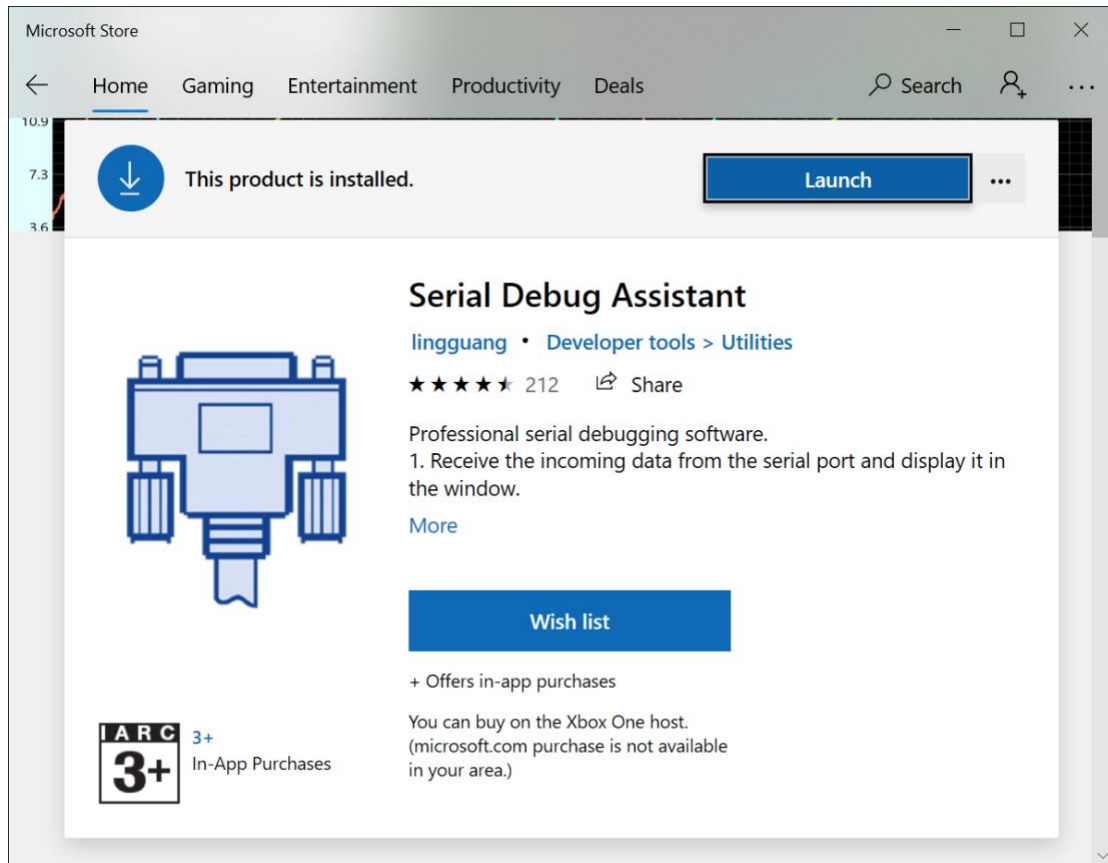 Microsoft Store
Home Gaming Entertainment Productivity Deals Search
10.9
7.3
3.6
This product is installed.
Launch
Serial Debug Assistant
lingguang • Developer tools > Utilities
212 Share
Professional serial debugging software.
1. Receive the incoming data from the serial port and display it in
the window.
More
Wish list
+ Offers in-app purchases
You can buy on the Xbox One host.
(microsoft.com purchase is not available
in your area.)
IARC
3+
3+
In-App Purchases